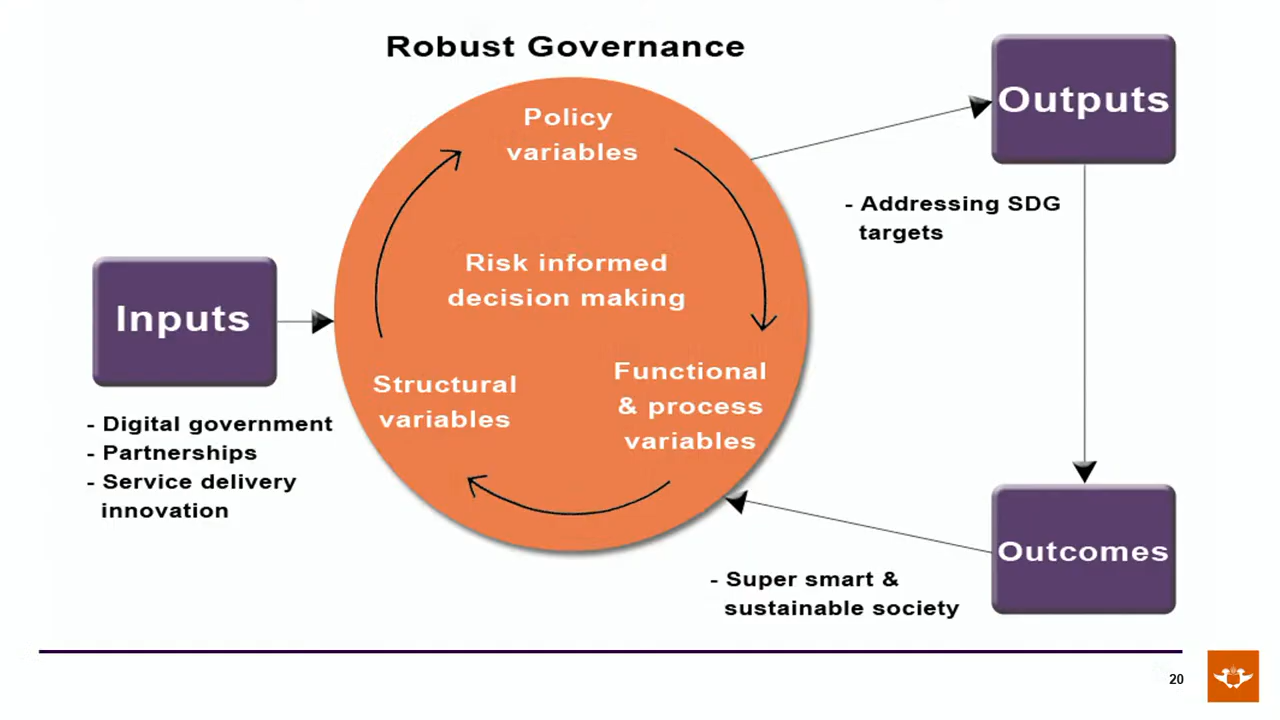 Robust Governance
Policy
variables
Risk informed
decision making
Structural
variables
Functional
& process
variables
Inputs
- Digital government
- Partnerships
- Service delivery
innovation
Outputs
- Addressing SDG
targets
Outcomes
- Super smart &
sustainable society
20